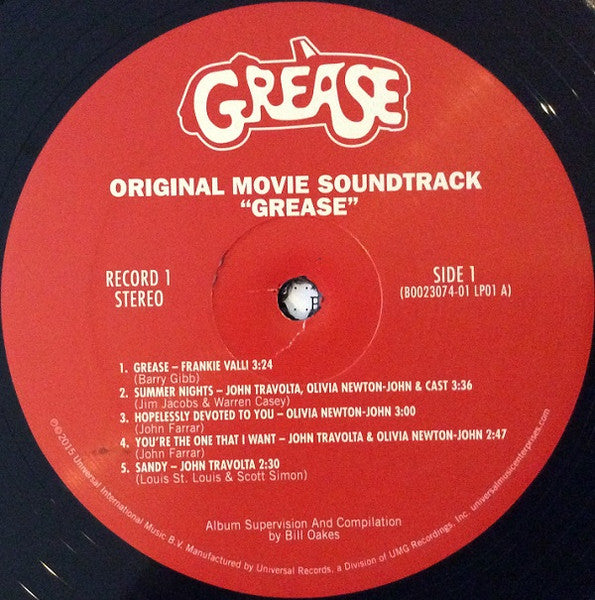 GREASE
ORIGINAL MOVIE SOUNDTRACK
“GREASE”
RECORD 1
STEREO
SIDE 1
(B0023074-01 LP01 A)
1. GREASE – FRANKIE VALLI 3:24
(Barry Gibb)
2. SUMMER NIGHTS – JOHN TRAVOLTA, OLIVIA NEWTON-JOHN & CAST 3:36
(Jim Jacobs & Warren Casey)
3. HOPELESSLY DEVOTED TO YOU – OLIVIA NEWTON-JOHN 3:00
(John Farrar)
4. YOU'RE THE ONE THAT I WANT – JOHN TRAVOLTA & OLIVIA NEWTON-JOHN 2:47
(John Farrar)
5. SANDY – JOHN TRAVOLTA 2:30
(Louis St. Louis & Scott Simon)
Album Supervision And Compilation
by Bill Oakes
℗© 2015 Universal International Music B.V. Manufactured by Universal Records, a Division of UMG Recordings, Inc. universalmusicenterprises.com